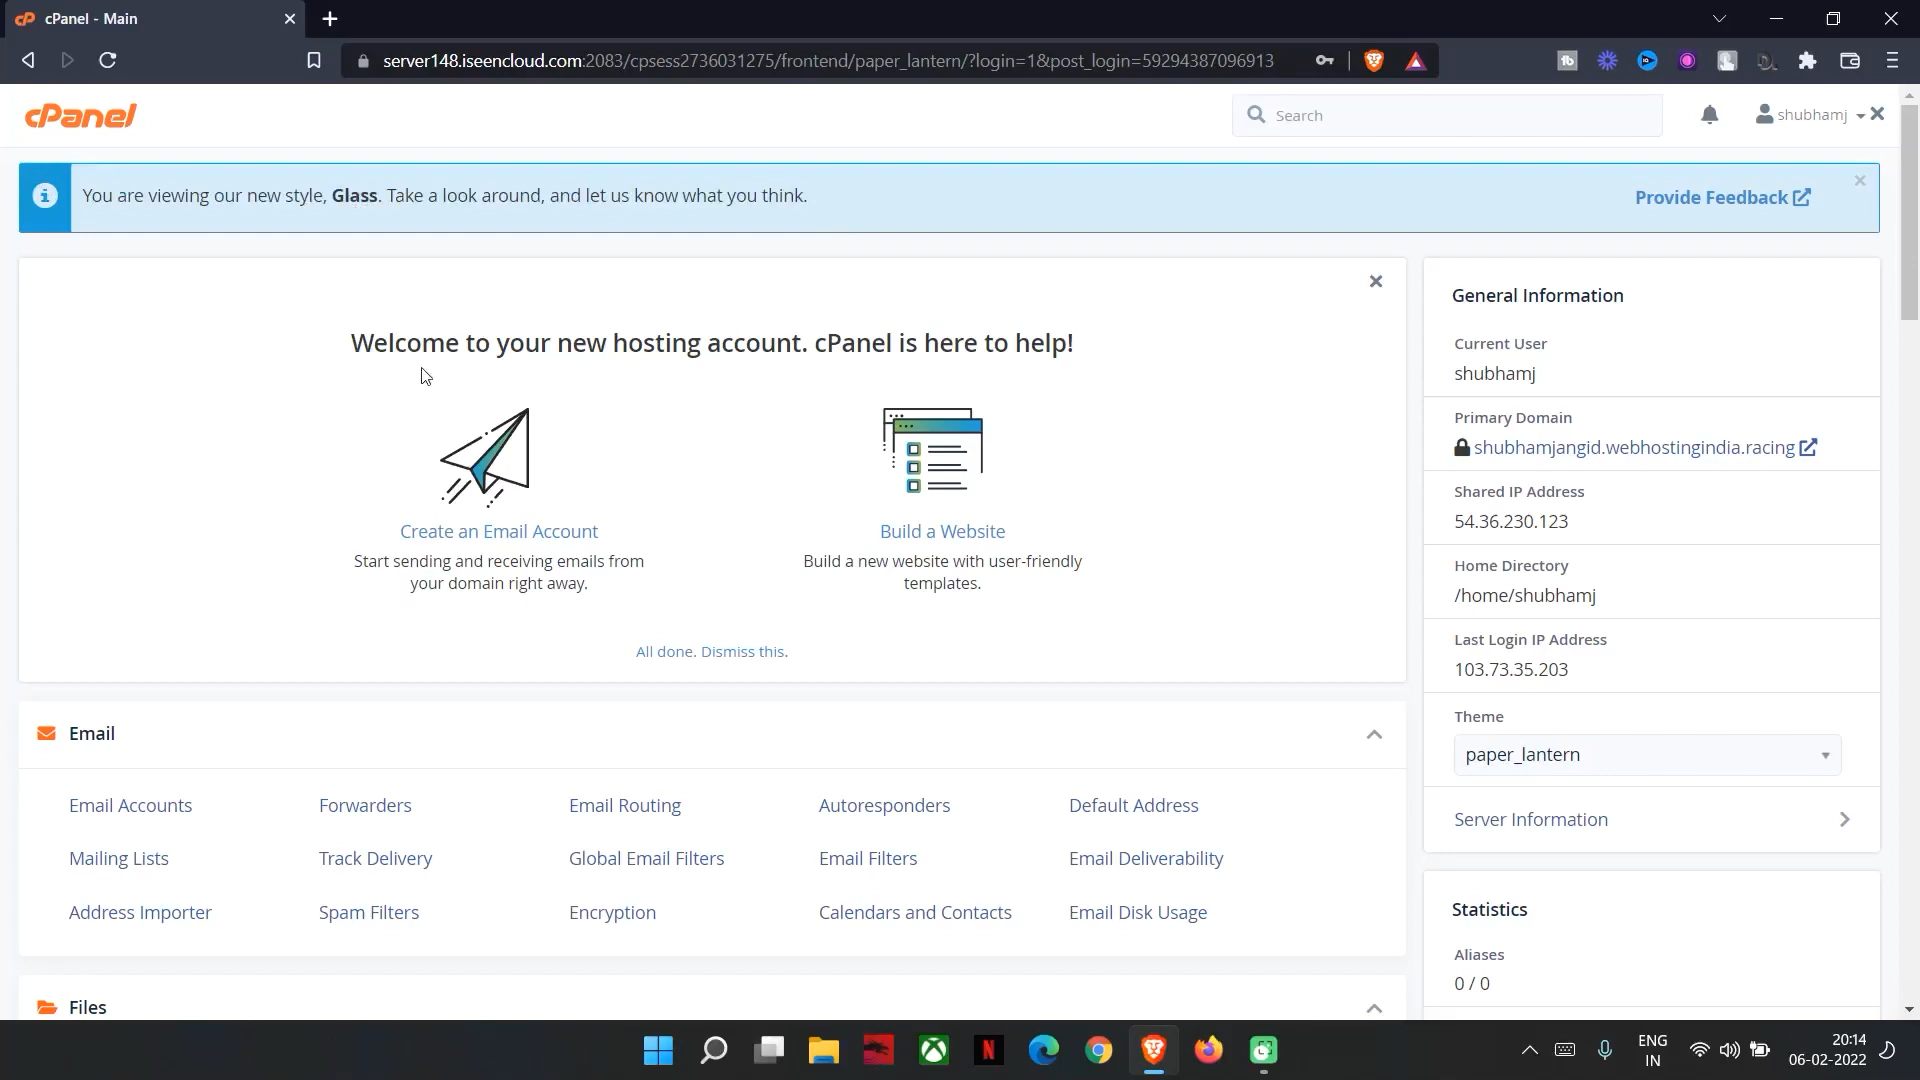 cPanel - Main
server148.iseencloud.com:2083/cpsess2736031275/frontend/paper_lantern/?login=1&post_login=59294387096913
cPanel
Search
shubhamj
You are viewing our new style, Glass. Take a look around, and let us know what you think.
Provide Feedback
Welcome to your new hosting account. cPanel is here to help!
Create an Email Account
Start sending and receiving emails from
your domain right away.
Build a Website
Build a new website with user-friendly
templates.
All done. Dismiss this.
Email
Email Accounts
Forwarders
Email Routing
Autoresponders
Default Address
Mailing Lists
Track Delivery
Global Email Filters
Email Filters
Email Deliverability
Address Importer
Spam Filters
Encryption
Calendars and Contacts
Email Disk Usage
Files
General Information
Current User
shubhamj
Primary Domain
shubhamjangid.webhostingindia.racing
Shared IP Address
54.36.230.123
Home Directory
/home/shubhamj
Last Login IP Address
103.73.35.203
Theme
paper_lantern
Server Information
Statistics
Aliases
0 / 0
ENG
IN
20:14
06-02-2022